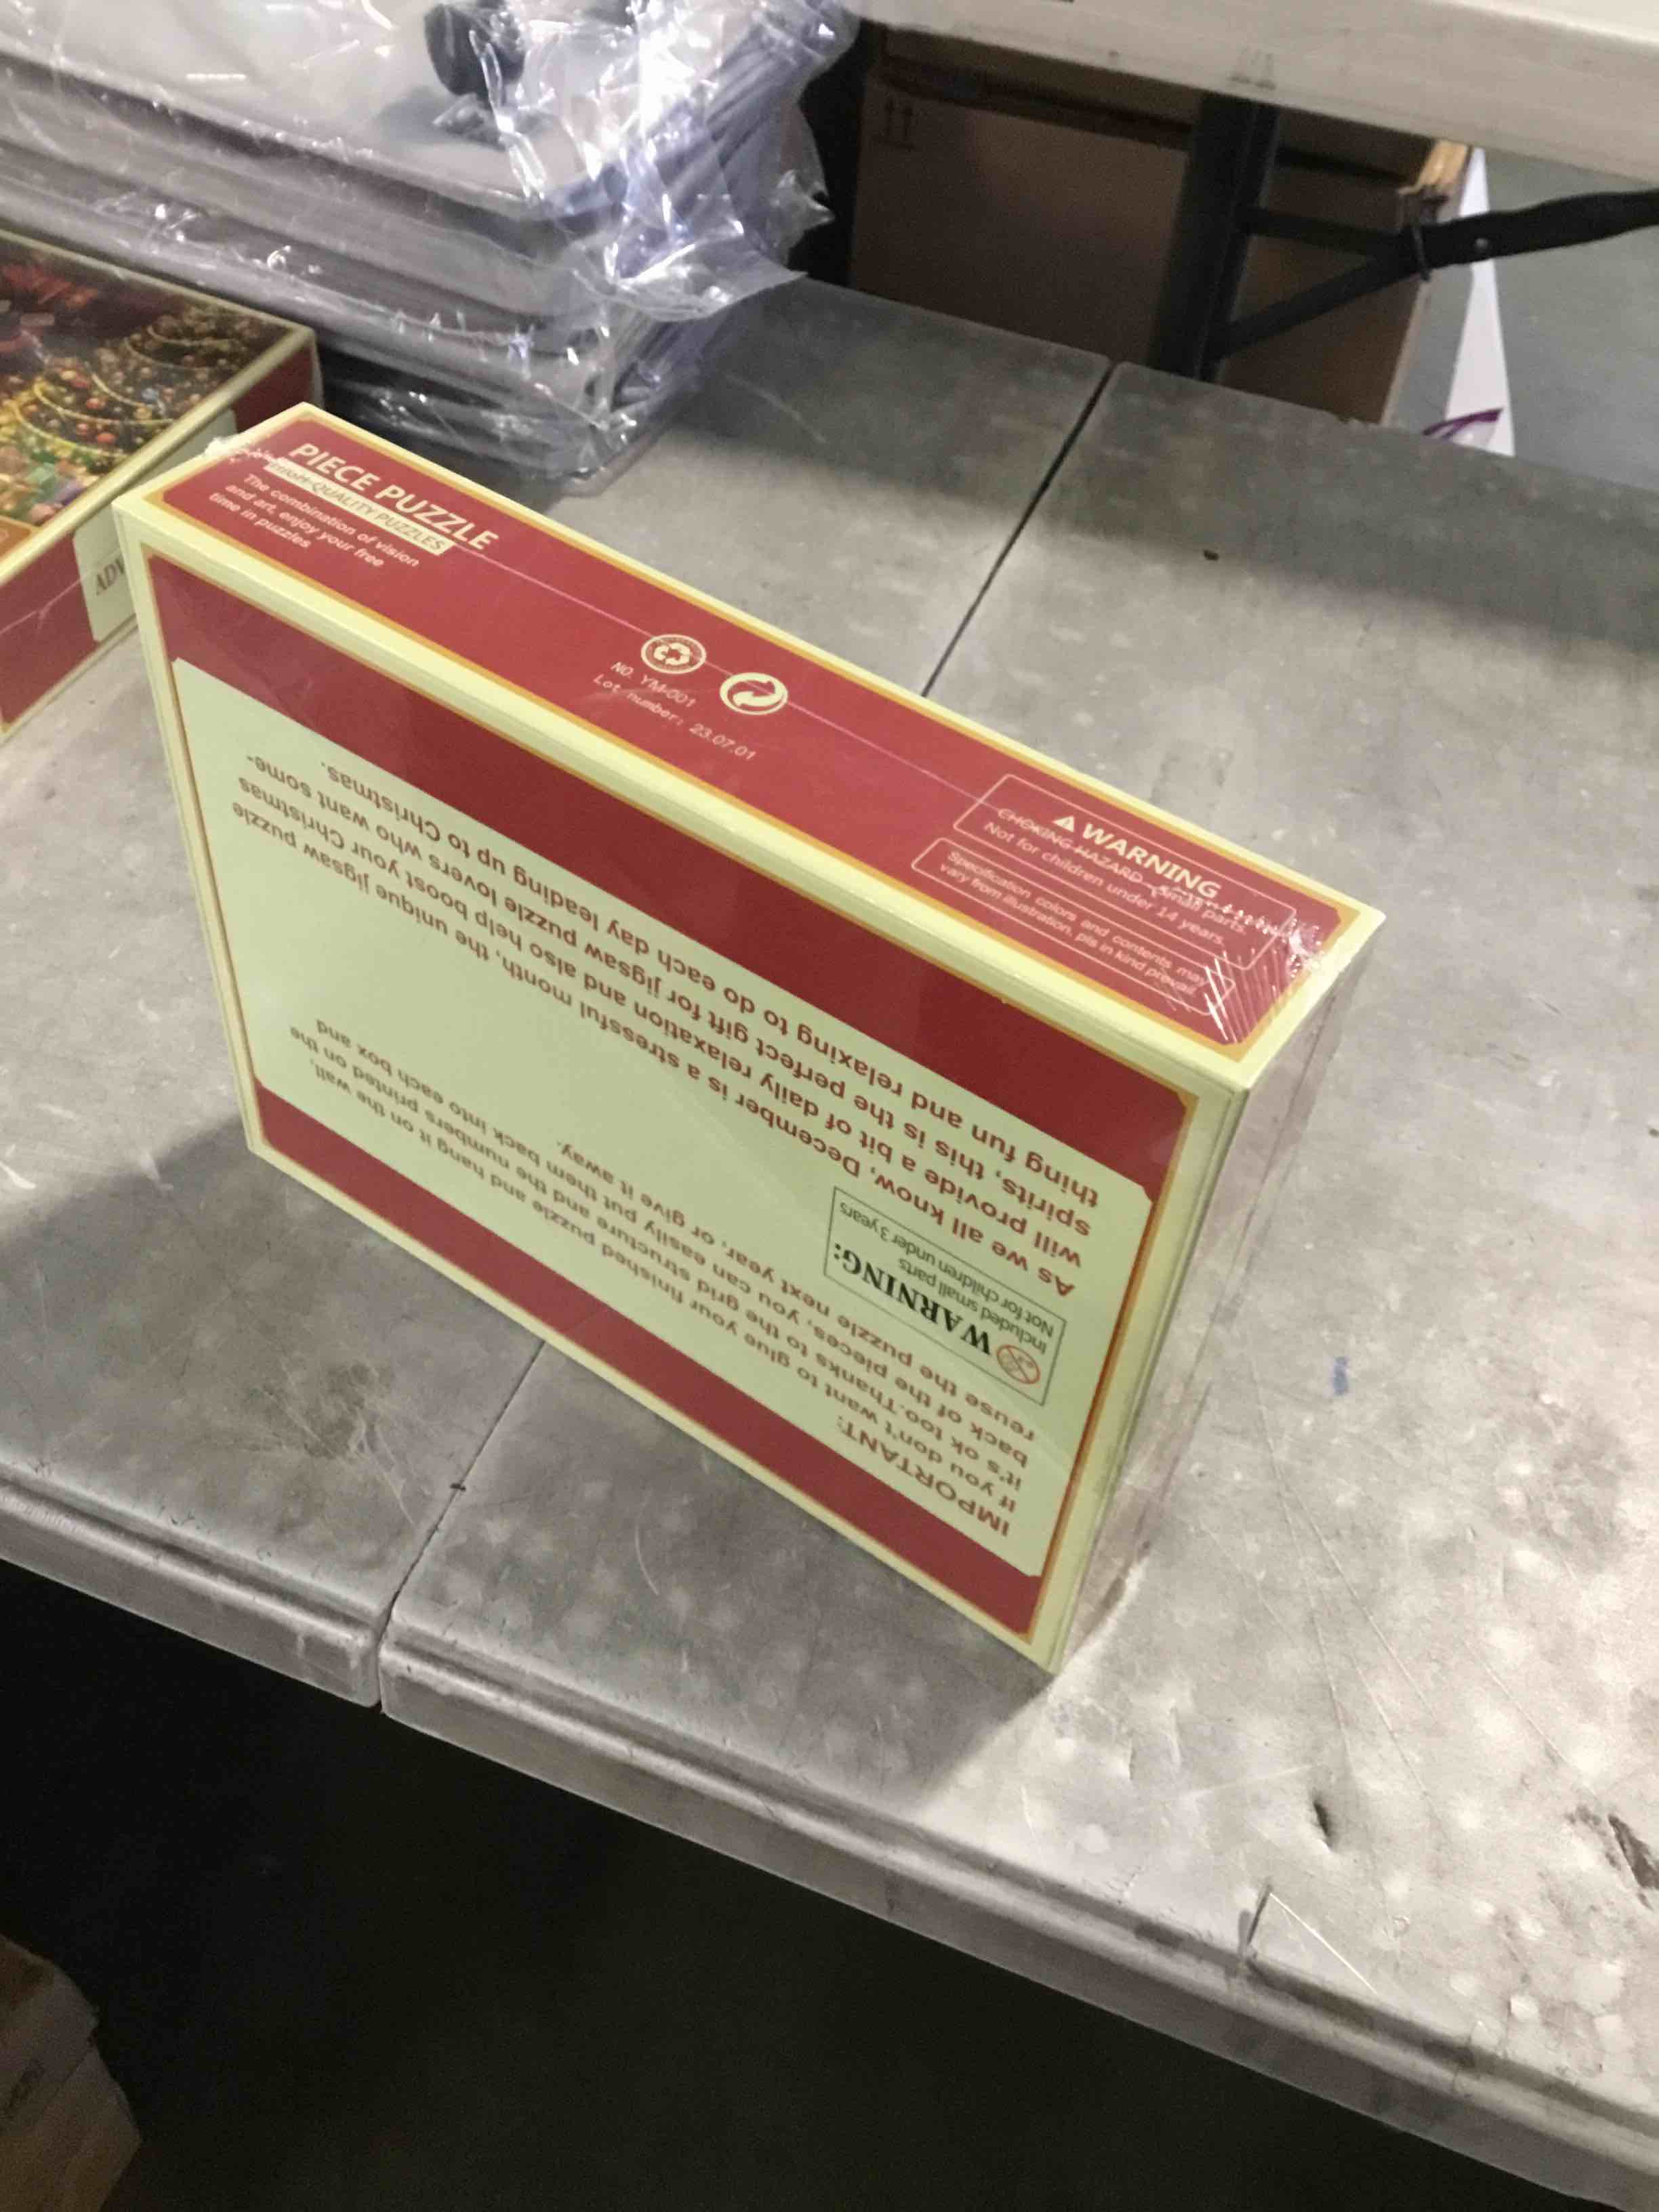 PIECE PUZZLE
HIGH-QUALITY PUZZLES
The combination of vision
and art, enjoy your free
time in puzzles
NO. YM-001
Lot number: 23.07.01
WARNING
CHOKING HAZARD Small parts.
Not for children under 14 years.
Specification colors and contents may
vary from illustration, pls in kind prevail
IMPORTANT:
If you don't want to glue your finished puzzle and hang it on the wall,
it's ok too.Thanks to the grid structured and the numbers printed on the
back of the pieces, you can easily put them back into each box and
reuse the puzzle next year, or give it away.
WARNING:
Included small parts
Not for children under 3 years
As we all know, December is a stressful month, the unique jigsaw puzzle
will provide a bit of daily relaxation and also help boost your Christmas
spirits, this is the perfect gift for jigsaw puzzle lovers who want some-
thing fun and relaxing to do each day leading up to Christmas.
ADV